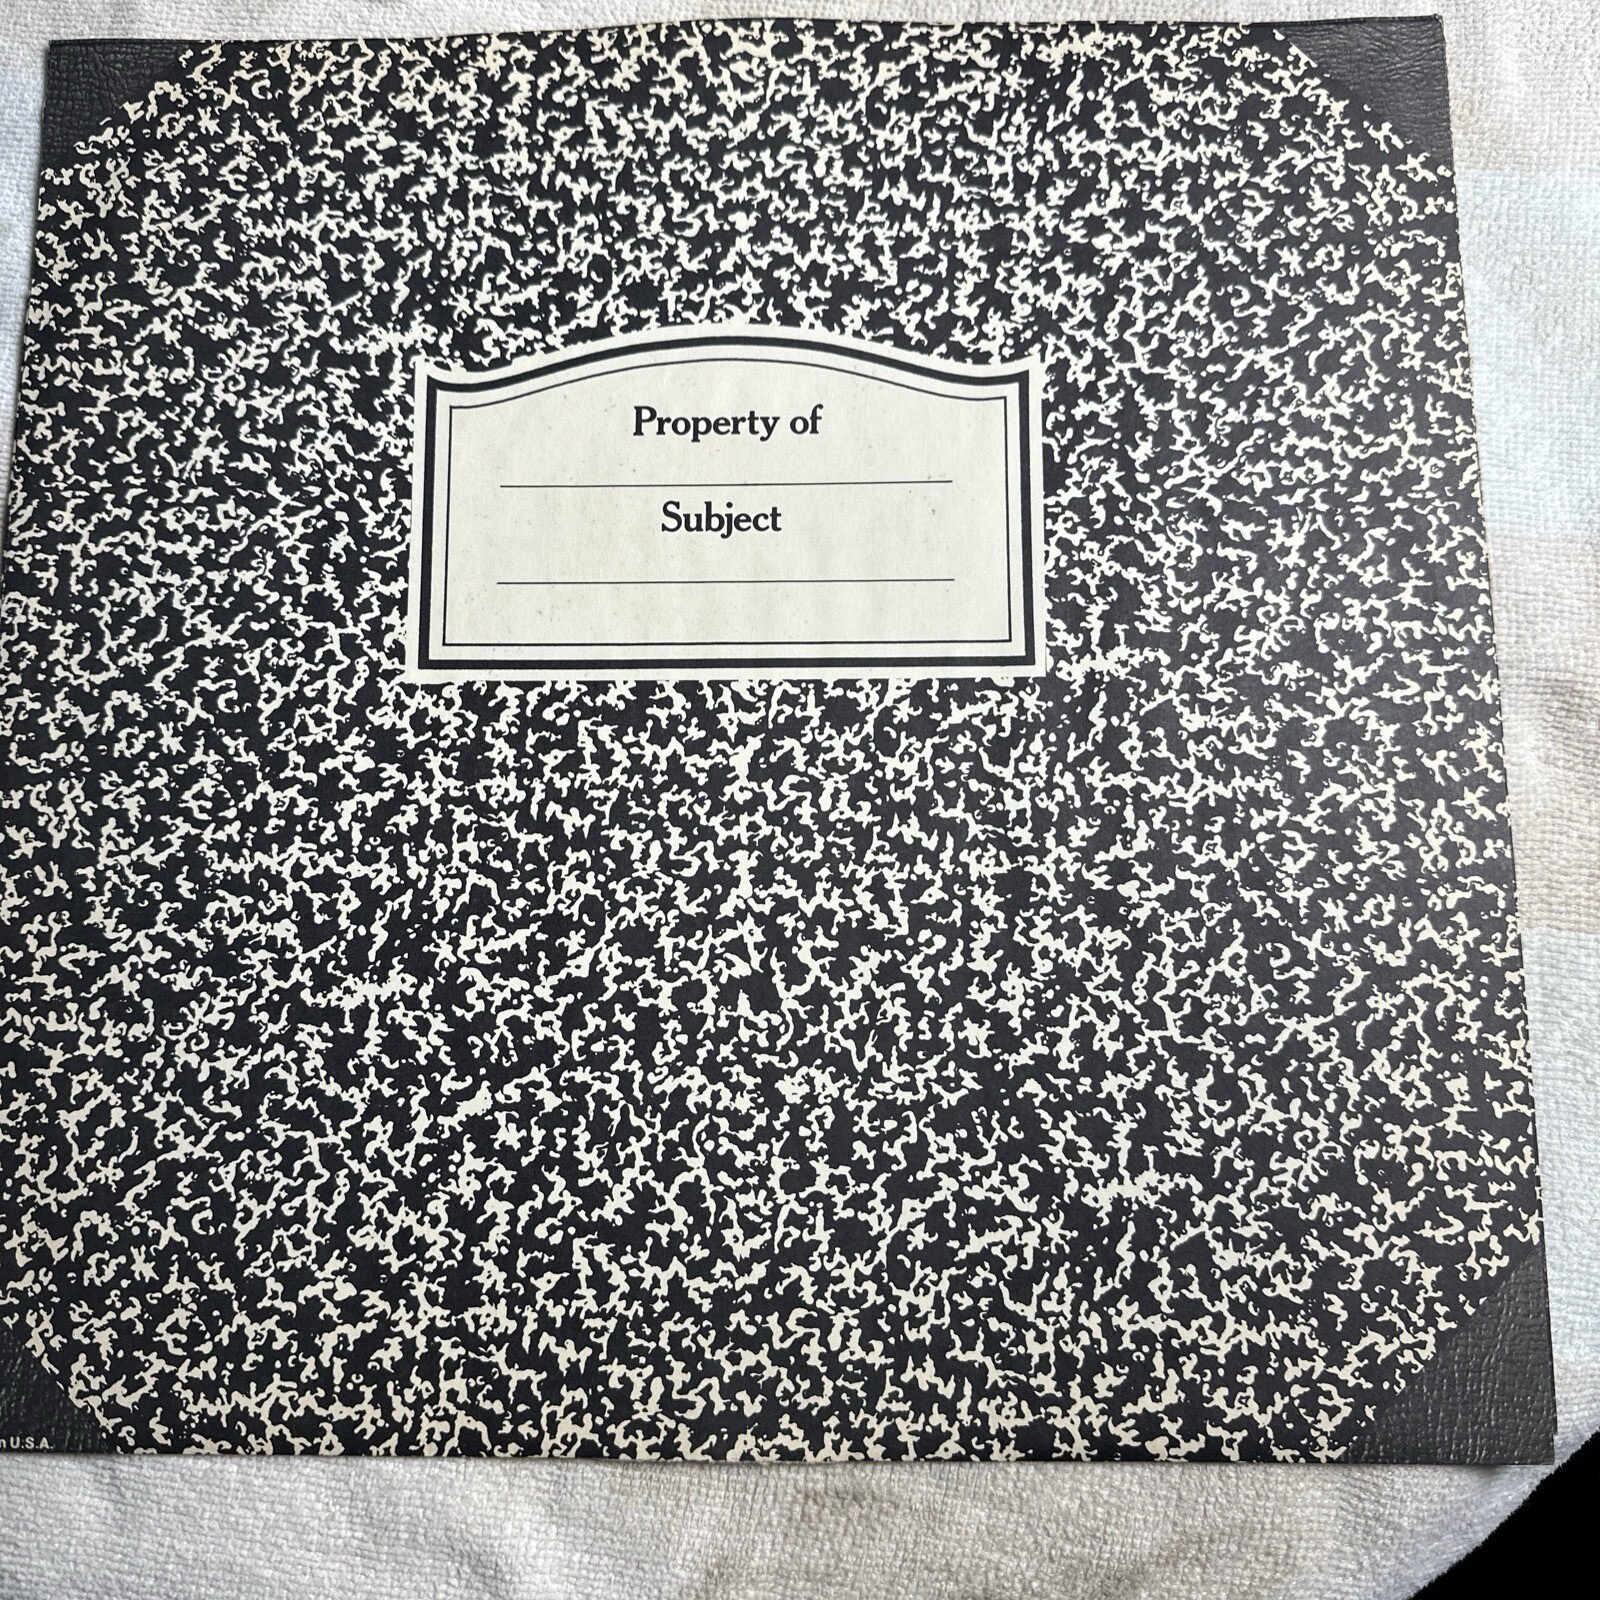 Property of
Subject
n U.S.A.